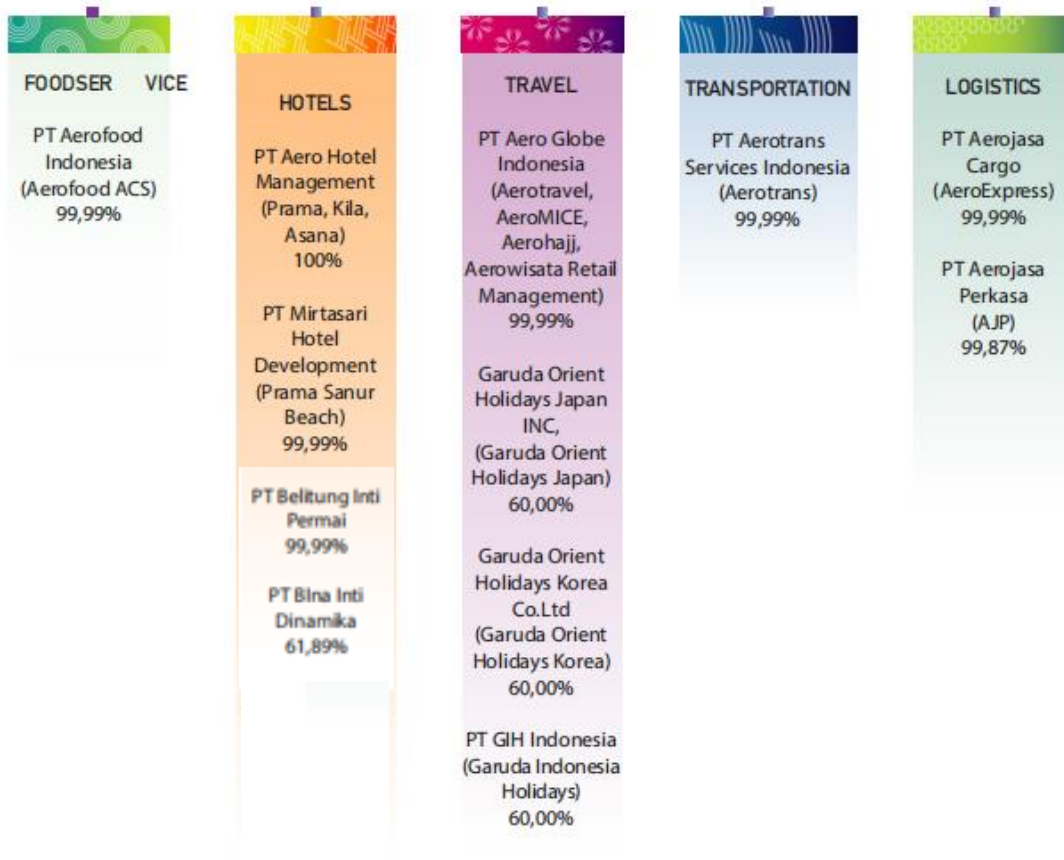 FOODSER VICE
PT Aerofood
Indonesia
(Aerofood ACS)
99,99%
HOTELS
PT Aero Hotel
Management
(Prama, Kila,
Asana)
100%
PT Mirtasari
Hotel
Development
(Prama Sanur
Beach)
99,99%
PT Belitung Inti
Permai
99,99%
PT BIna Inti
Dinamika
61,89%
TRAVEL
PT Aero Globe
Indonesia
(Aerotravel,
AeroMICE,
Aerohajj,
Aerowisata Retail
Management)
99,99%
Garuda Orient
Holidays Japan
INC,
(Garuda Orient
Holidays Japan)
60,00%
Garuda Orient
Holidays Korea
Co.Ltd
(Garuda Orient
Holidays Korea)
60,00%
PT GIH Indonesia
(Garuda Indonesia
Holidays)
60,00%
TRANSPORTATION
PT Aerotrans
Services Indonesia
(Aerotrans)
99,99%
LOGISTICS
PT Aerojasa
Cargo
(AeroExpress)
99,99%
PT Aerojasa
Perkasa
(AJP)
99,87%